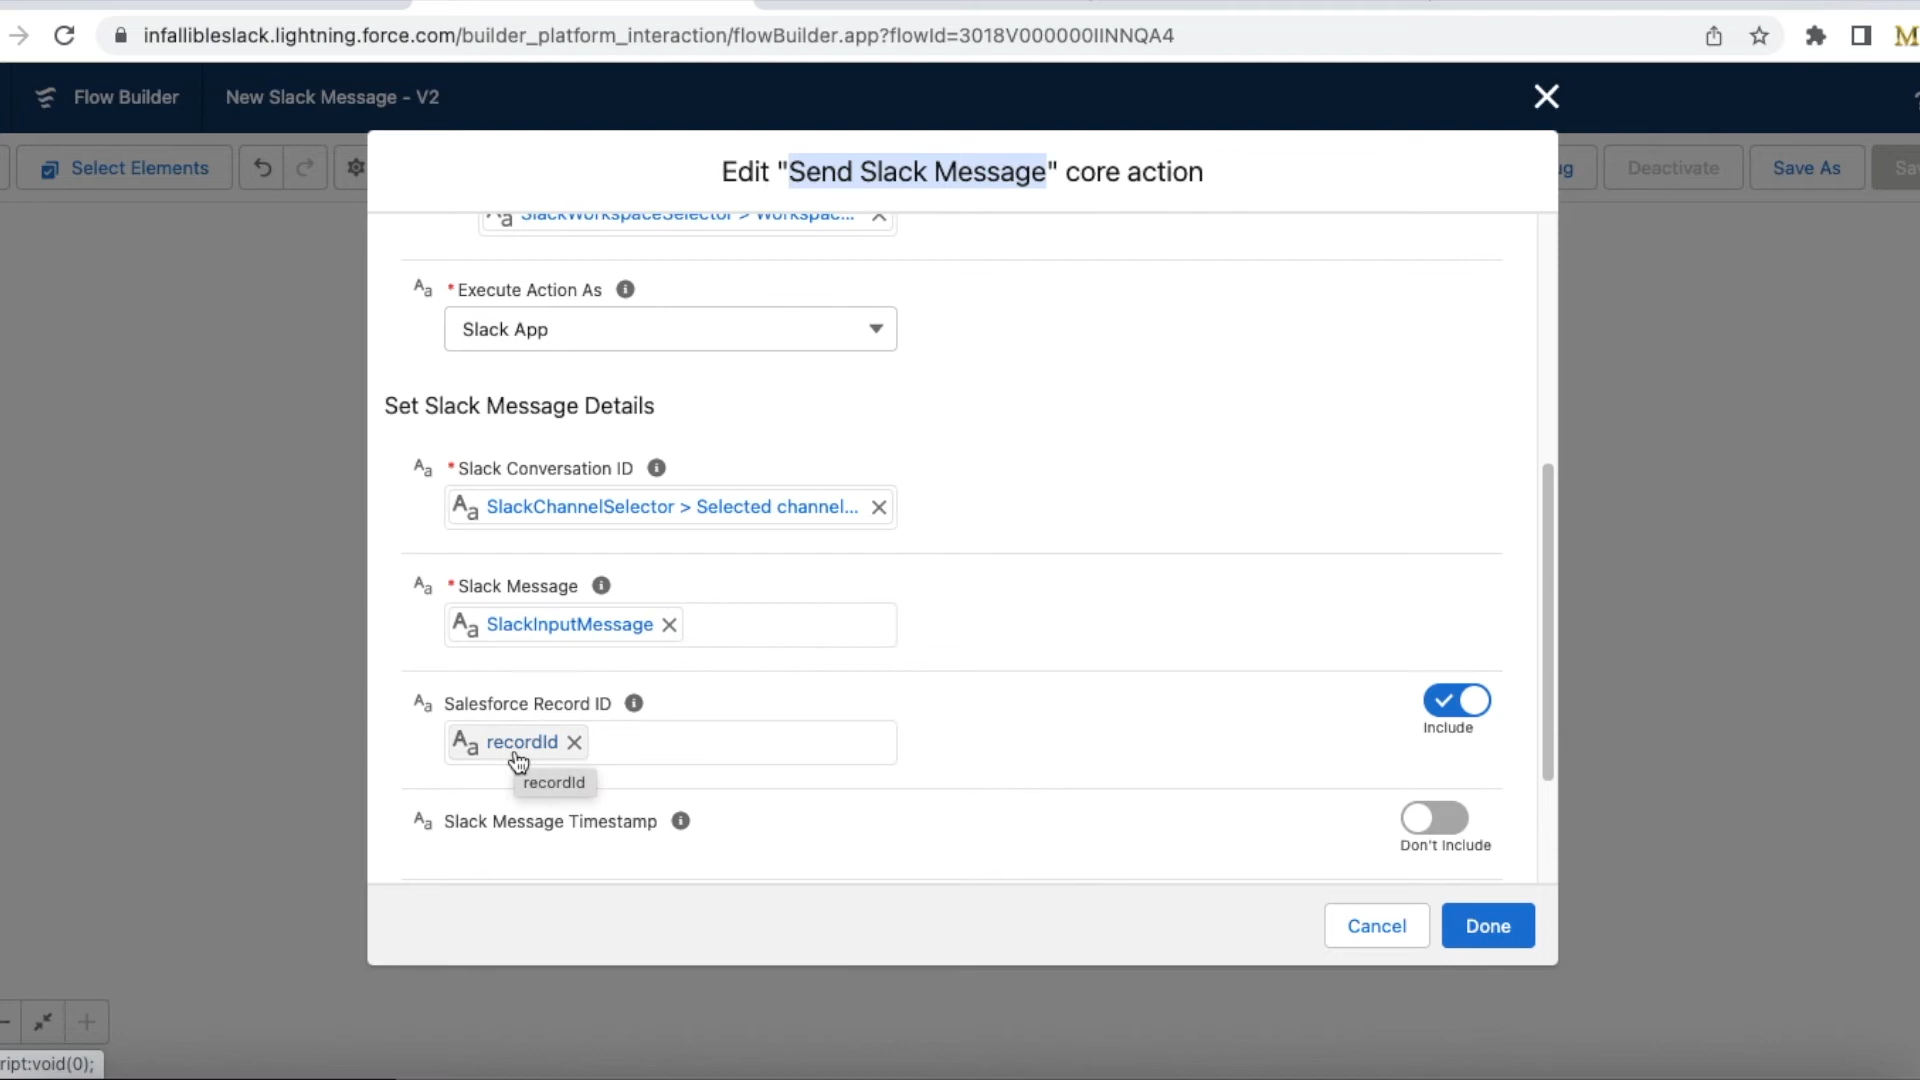 infallibleslack.lightning.force.com/builder_platform_interaction/flowBuilder.app?flowId=3018V000000IINNQA4
M
Flow Builder
New Slack Message - V2
Edit "Send Slack Message" core action
Select Elements
Deactivate
Save As
SlackWorkspaceSelector > Workspac...
* Execute Action As
Slack App
Set Slack Message Details
* Slack Conversation ID
SlackChannelSelector > Selected channel...
* Slack Message
SlackInputMessage
Salesforce Record ID
recordId
Include
recordId
Slack Message Timestamp
Don't Include
Cancel
Done
ript:void(0);